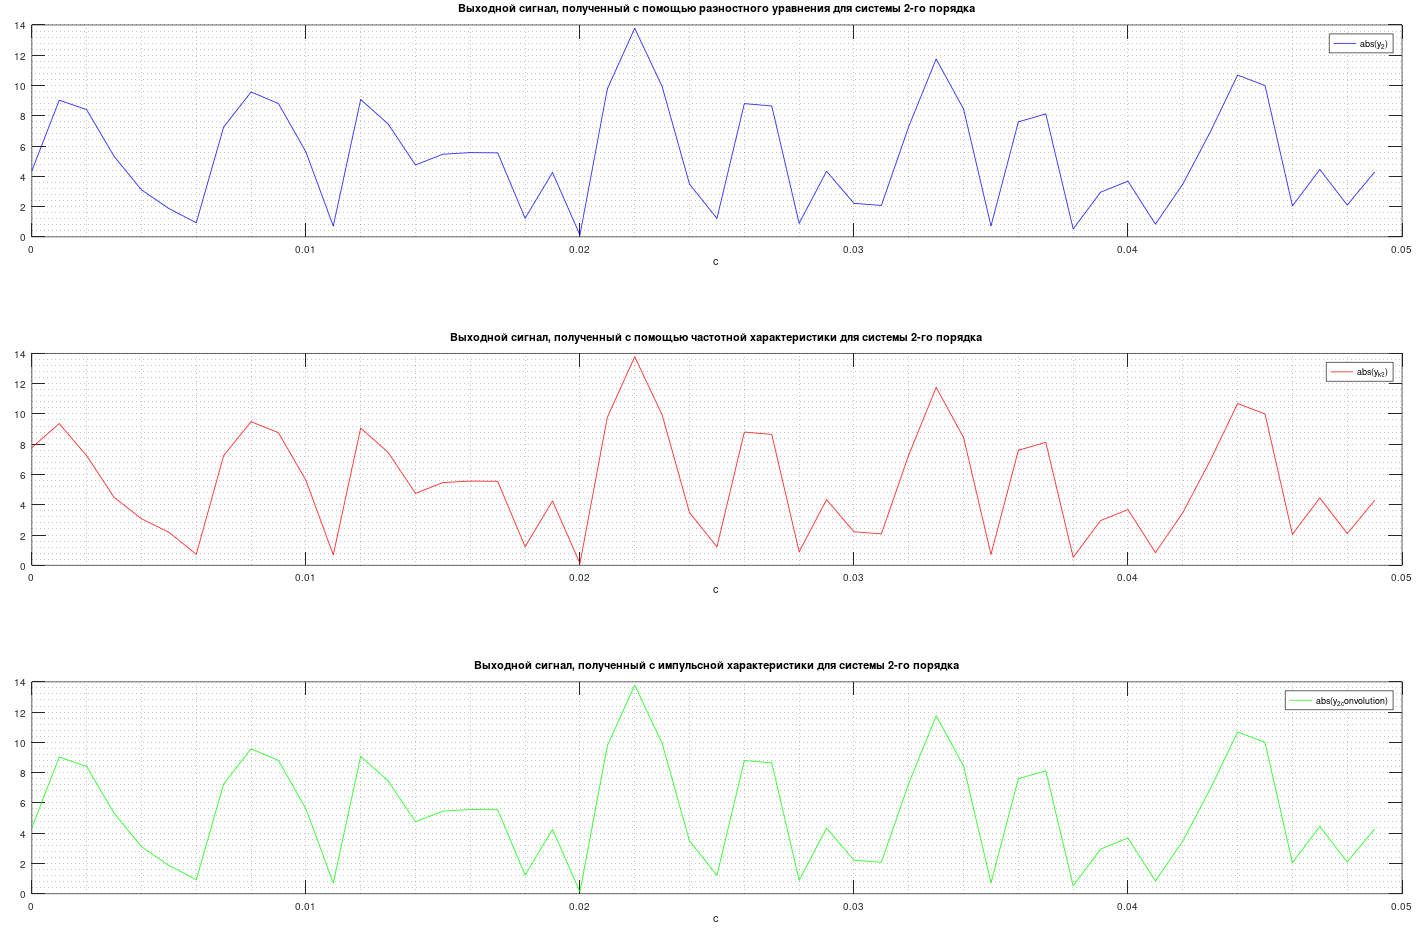 Выходной сигнал, полученный с помощью разностного уравнения для системы 2-го порядка
14
12
10
8
6
4
2
0
abs(y2)
0 0.01 0.02 0.03 0.04 0.05
с
Выходной сигнал, полученный с помощью частотной характеристики для системы 2-го порядка
14
12
10
8
6
4
2
0
abs(yk2)
0 0.01 0.02 0.03 0.04 0.05
с
Выходной сигнал, полученный с импульсной характеристики для системы 2-го порядка
14
12
10
8
6
4
2
0
abs(y2convolution)
0 0.01 0.02 0.03 0.04 0.05
с